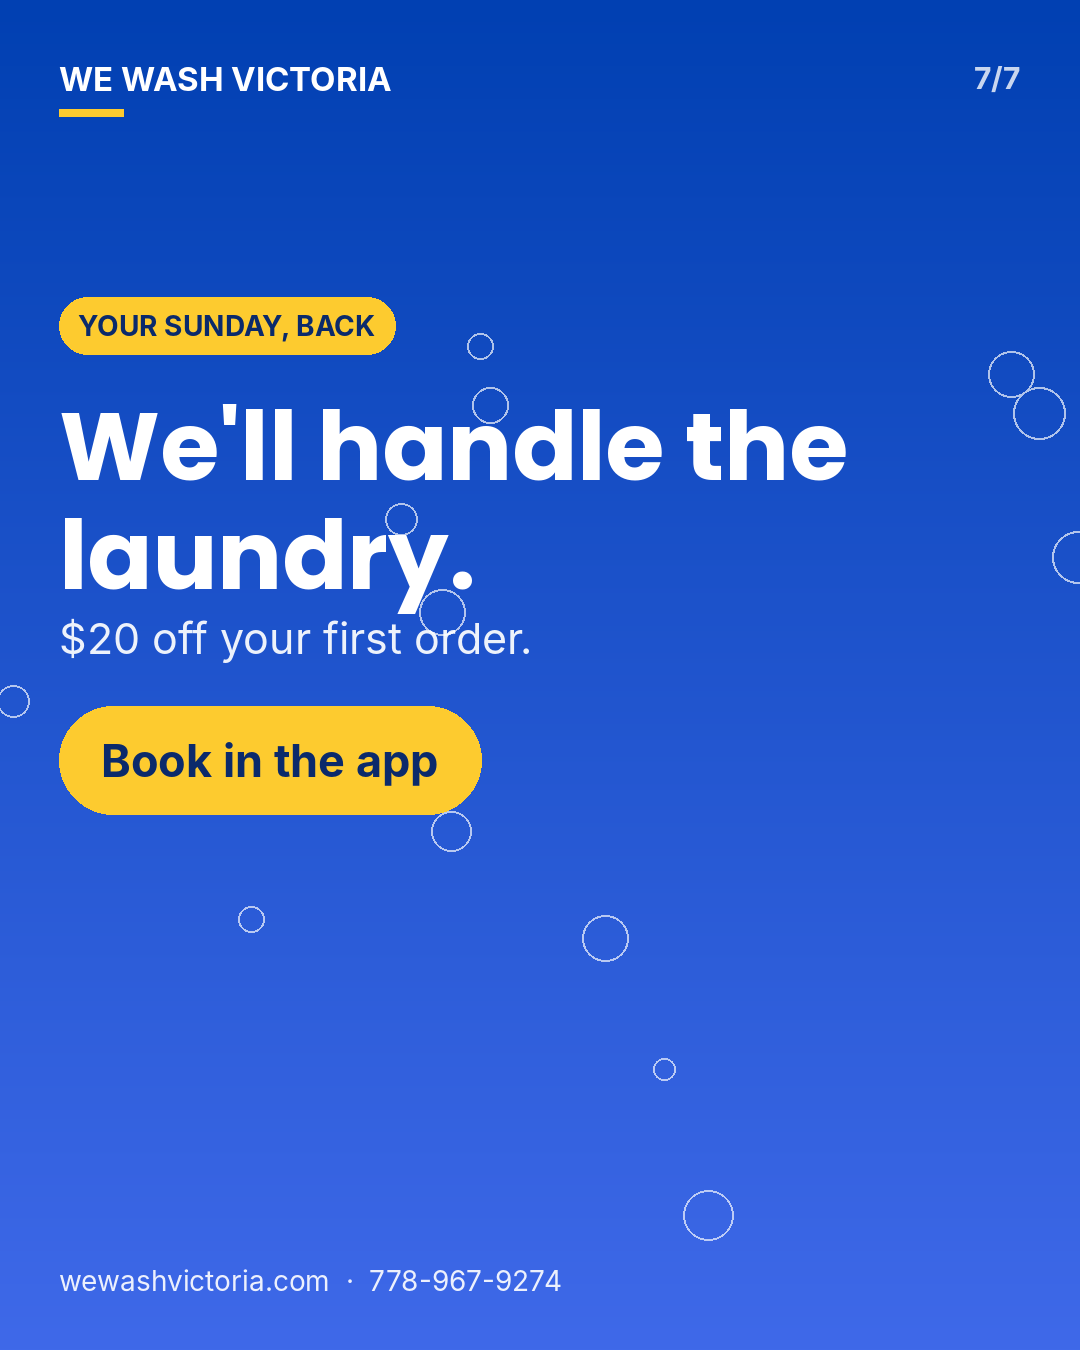 WE WASH VICTORIA
7/7
YOUR SUNDAY, BACK
We'll handle the
laundry.
$20 off your first order.
Book in the app
wewashvictoria.com · 778-967-9274